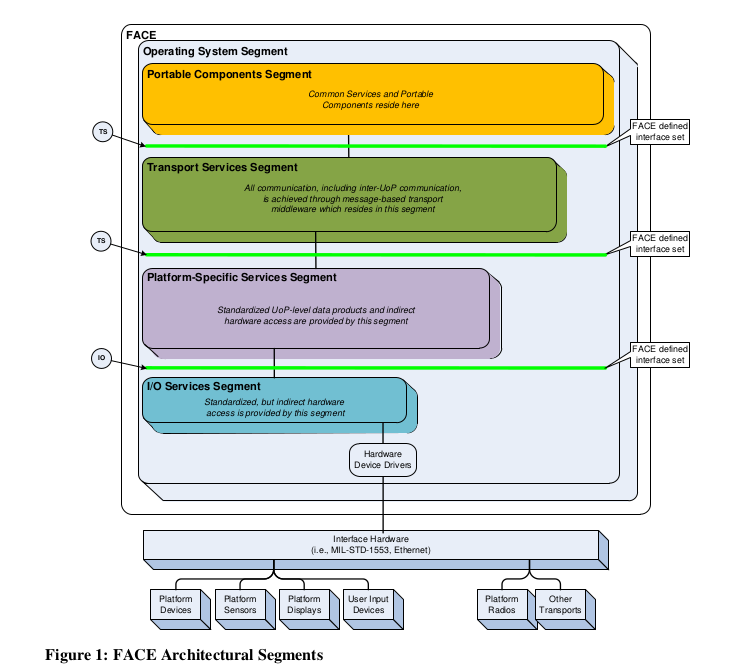 FACE
Operating System Segment
Portable Components Segment
Common Services and Portable
Components reside here
TS
FACE defined
interface set
Transport Services Segment
All communication, including inter-UoP communication,
is achieved through message-based transport
middleware which resides in this segment
TS
FACE defined
interface set
Platform-Specific Services Segment
Standardized UoP-level data products and indirect
hardware access are provided by this segment
IO
FACE defined
interface set
I/O Services Segment
Standardized, but indirect hardware
access is provided by this segment
Hardware
Device Drivers
Interface Hardware
(i.e., MIL-STD-1553, Ethernet)
Platform
Devices
Platform
Sensors
Platform
Displays
User Input
Devices
Platform
Radios
Other
Transports
Figure 1: FACE Architectural Segments